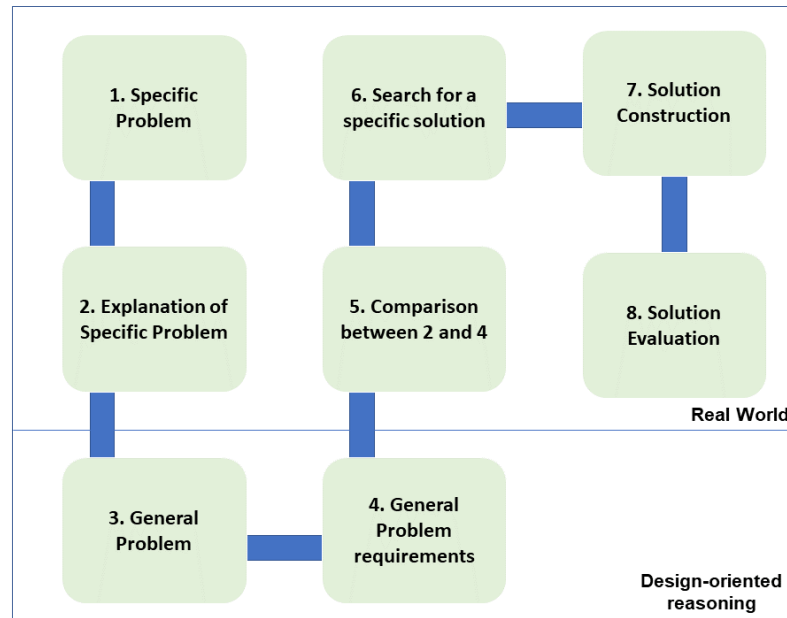 1. Specific
Problem
2. Explanation of
Specific Problem
3. General
Problem
4. General
Problem
requirements
5. Comparison
between 2 and 4
6. Search for a
specific solution
7. Solution
Construction
8. Solution
Evaluation
Real World
Design-oriented
reasoning